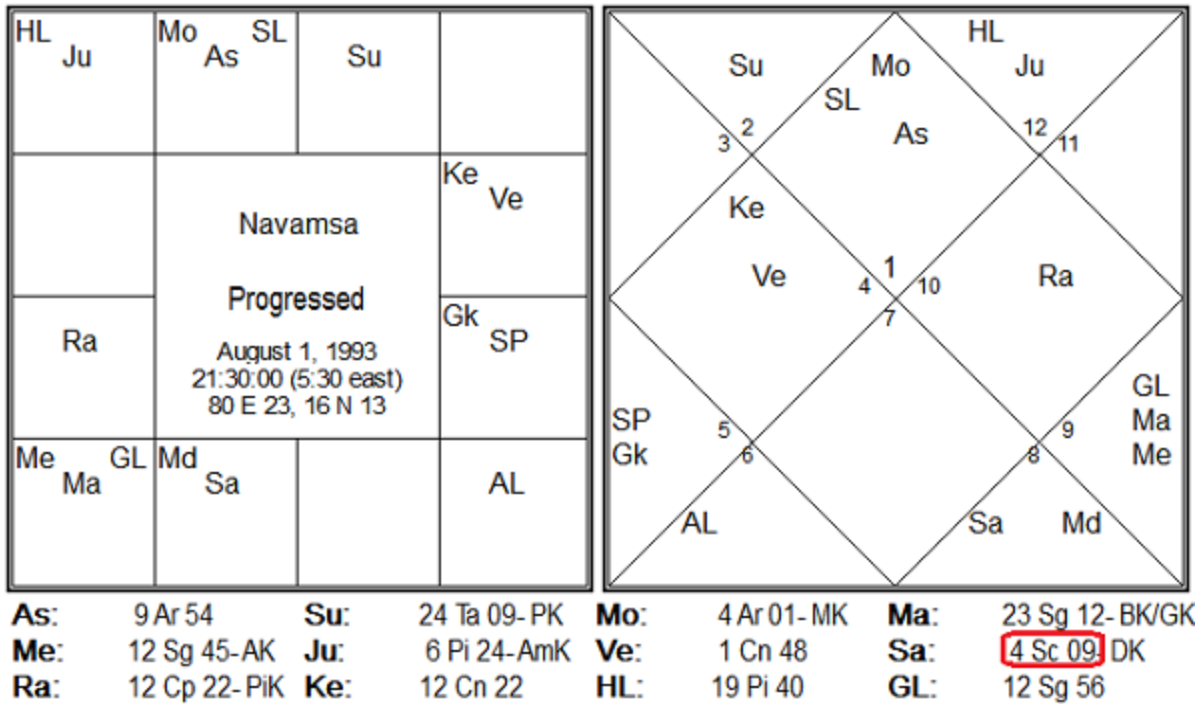 HL Ju
Mo SL As
Su
Ke Ve
Navamsa
Progressed
August 1, 1993
21:30:00 (5:30 east)
80 E 23, 16 N 13
Ra
Gk SP
Me GL Ma
Md Sa
AL
Su
Mo
SL
As
HL
Ju
3 2
12 11
Ke
Ve
4 1 10
7
Ra
SP
Gk
5
6
9
8
GL
Ma
Me
AL
Sa Md
As: 9 Ar 54 Su: 24 Ta 09- PK Mo: 4 Ar 01- MK Ma: 23 Sg 12- BK/GK
Me: 12 Sg 45- AK Ju: 6 Pi 24- AmK Ve: 1 Cn 48 Sa: 4 Sc 09- DK
Ra: 12 Cp 22- PiK Ke: 12 Cn 22 HL: 19 Pi 40 GL: 12 Sg 56